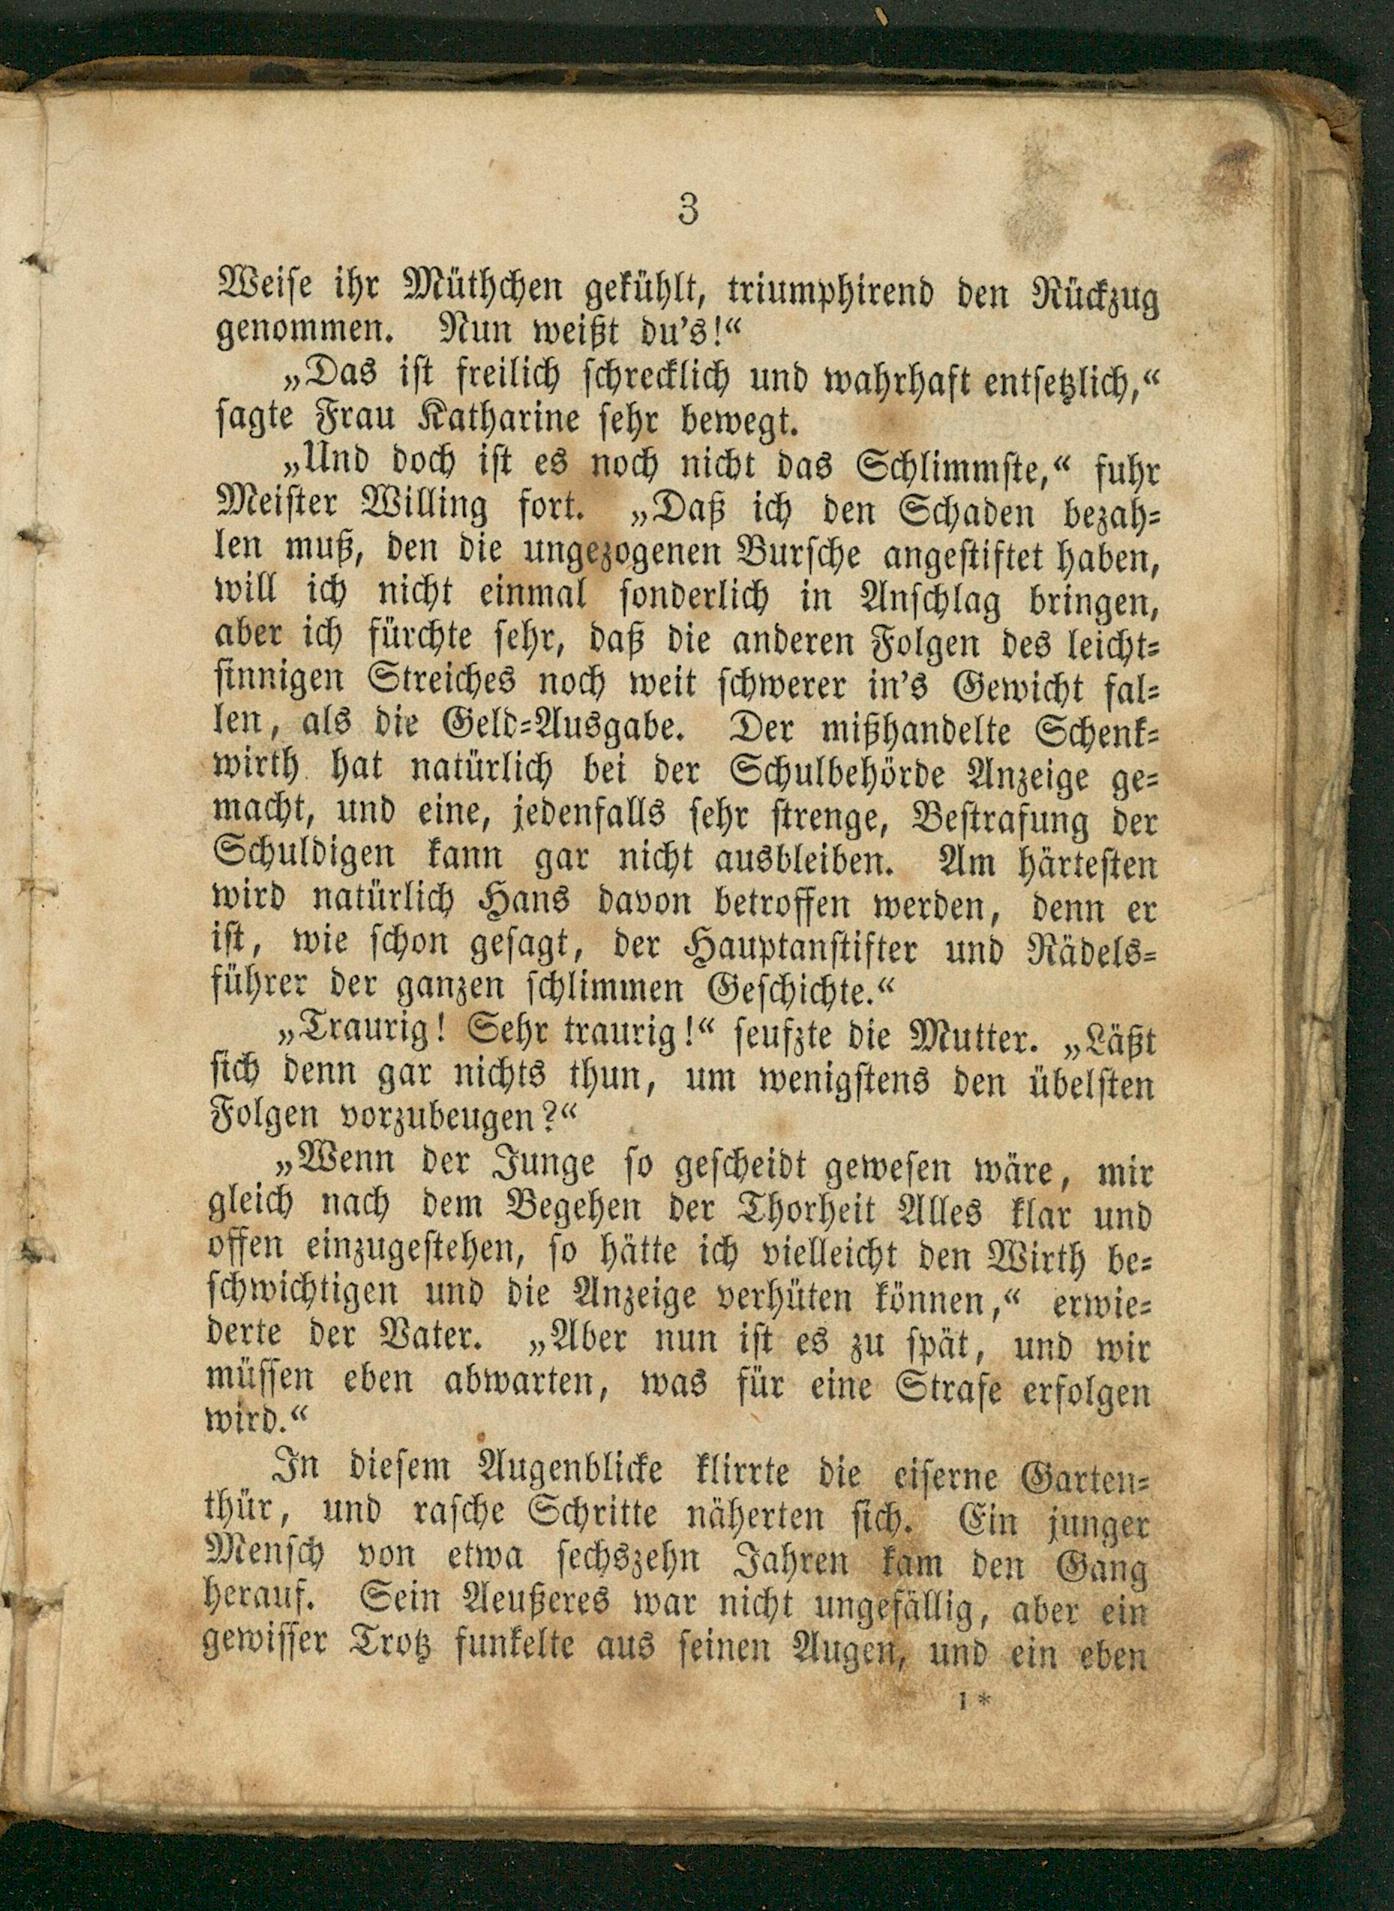 3
Weise ihr Müthchen gekühlt, triumphirend den Rückzug
genommen. Nun weißt du's!“
„Das ist freilich schrecklich und wahrhaft entsetzlich,“
sagte Frau Katharine sehr bewegt.
„Und doch ist es noch nicht das Schlimmste,“ fuhr
Meister Willing fort. „Daß ich den Schaden bezah-
len muß, den die ungezogenen Bursche angestiftet haben,
will ich nicht einmal sonderlich in Anschlag bringen,
aber ich fürchte sehr, daß die anderen Folgen des leicht-
sinnigen Streiches noch weit schwerer in's Gewicht fal-
len, als die Geld-Ausgabe. Der mißhandelte Schenk-
wirth hat natürlich bei der Schulbehörde Anzeige ge-
macht, und eine, jedenfalls sehr strenge, Bestrafung der
Schuldigen kann gar nicht ausbleiben. Am härtesten
wird natürlich Hans davon betroffen werden, denn er
ist, wie schon gesagt, der Hauptanstifter und Rädels-
führer der ganzen schlimmen Geschichte.“
„Traurig! Sehr traurig!“ seufzte die Mutter. „Läßt
sich denn gar nichts thun, um wenigstens den übelsten
Folgen vorzubeugen?“
„Wenn der Junge so gescheidt gewesen wäre, mir
gleich nach dem Begehen der Thorheit Alles klar und
offen einzugestehen, so hätte ich vielleicht den Wirth be-
schwichtigen und die Anzeige verhüten können,“ erwie-
derte der Vater. „Aber nun ist es zu spät, und wir
müssen eben abwarten, was für eine Strafe erfolgen
wird.“
In diesem Augenblicke klirrte die eiserne Garten-
thür, und rasche Schritte näherten sich. Ein junger
Mensch von etwa sechszehn Jahren kam den Gang
herauf. Sein Aeußeres war nicht ungefällig, aber ein
gewisser Trotz funkelte aus seinen Augen, und ein eben
1*